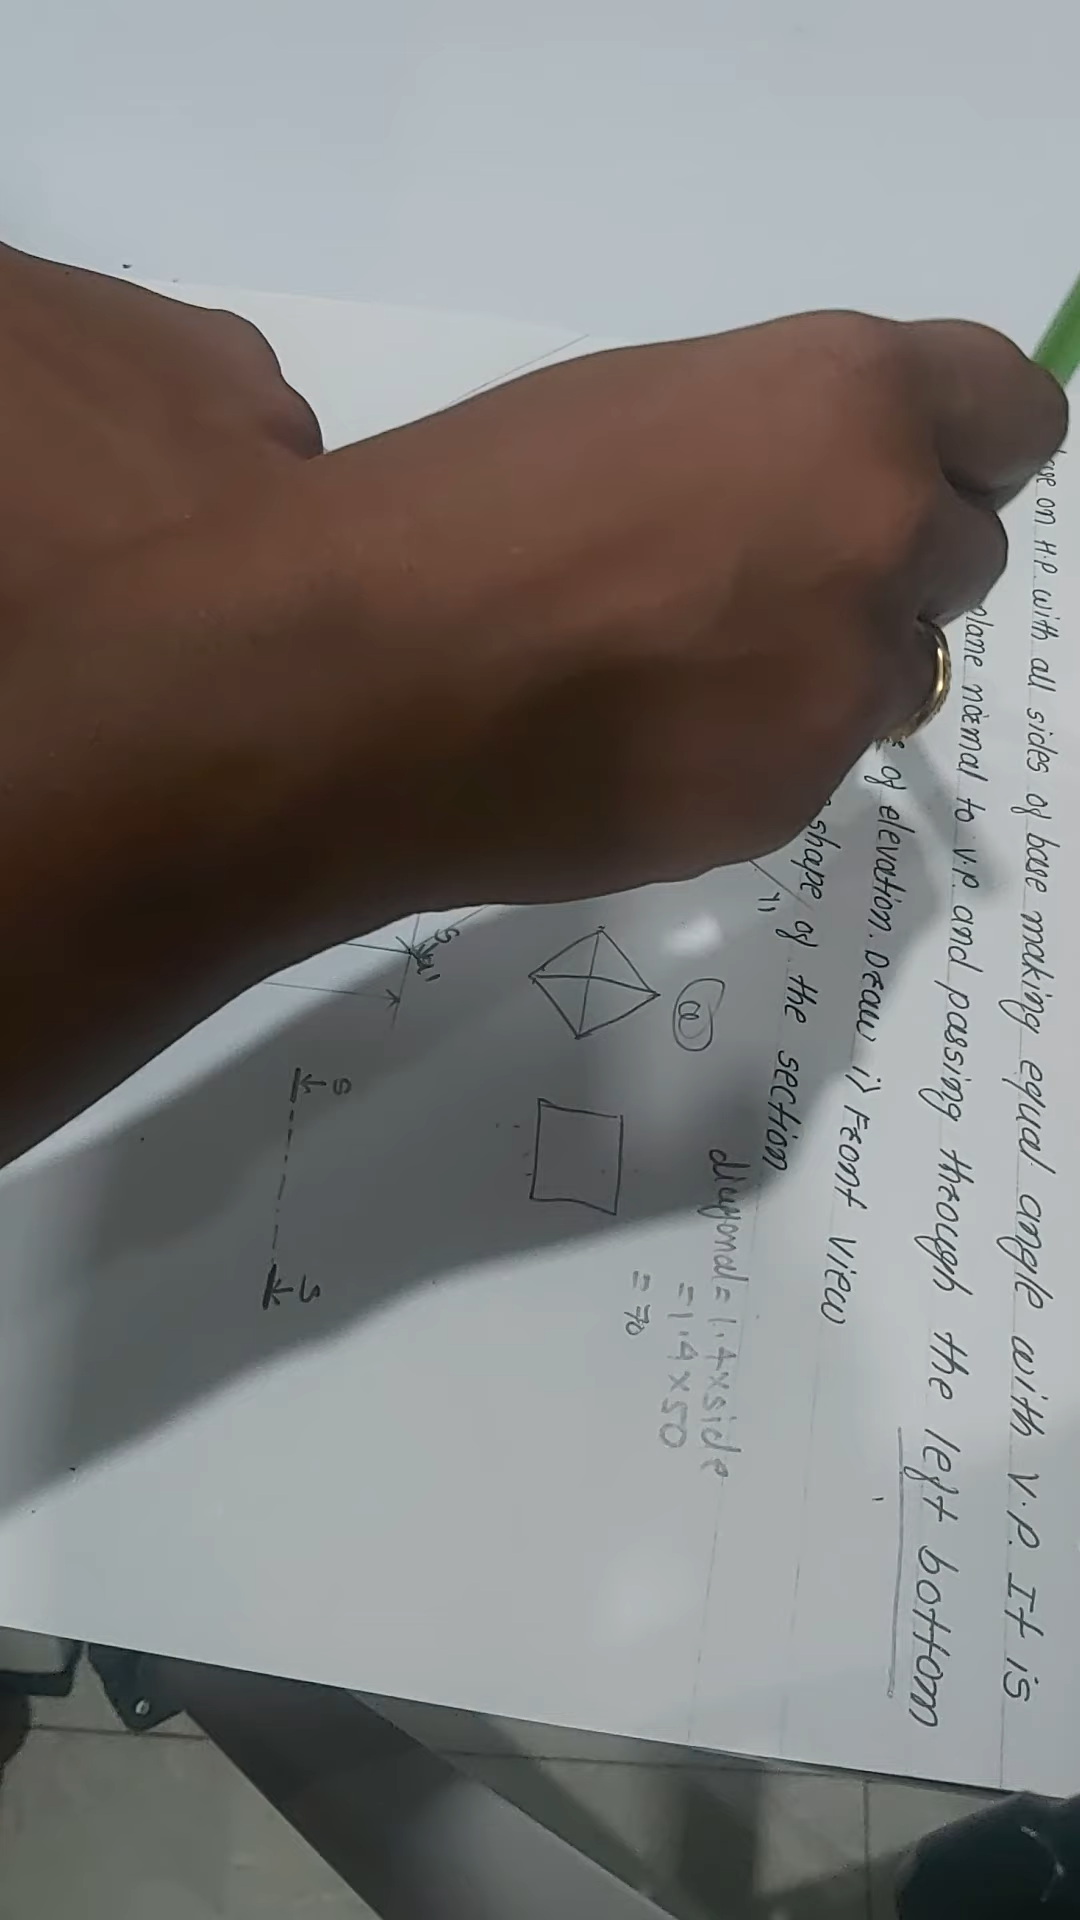 on H.P. with all sides of base making equal angle with V.P. It is
plane normal to V.P. and passing through the left bottom
of elevation. Draw i) Front view
shape of the section
diagonal = 1.4 x side
= 1.4 x 50
= 70
S S